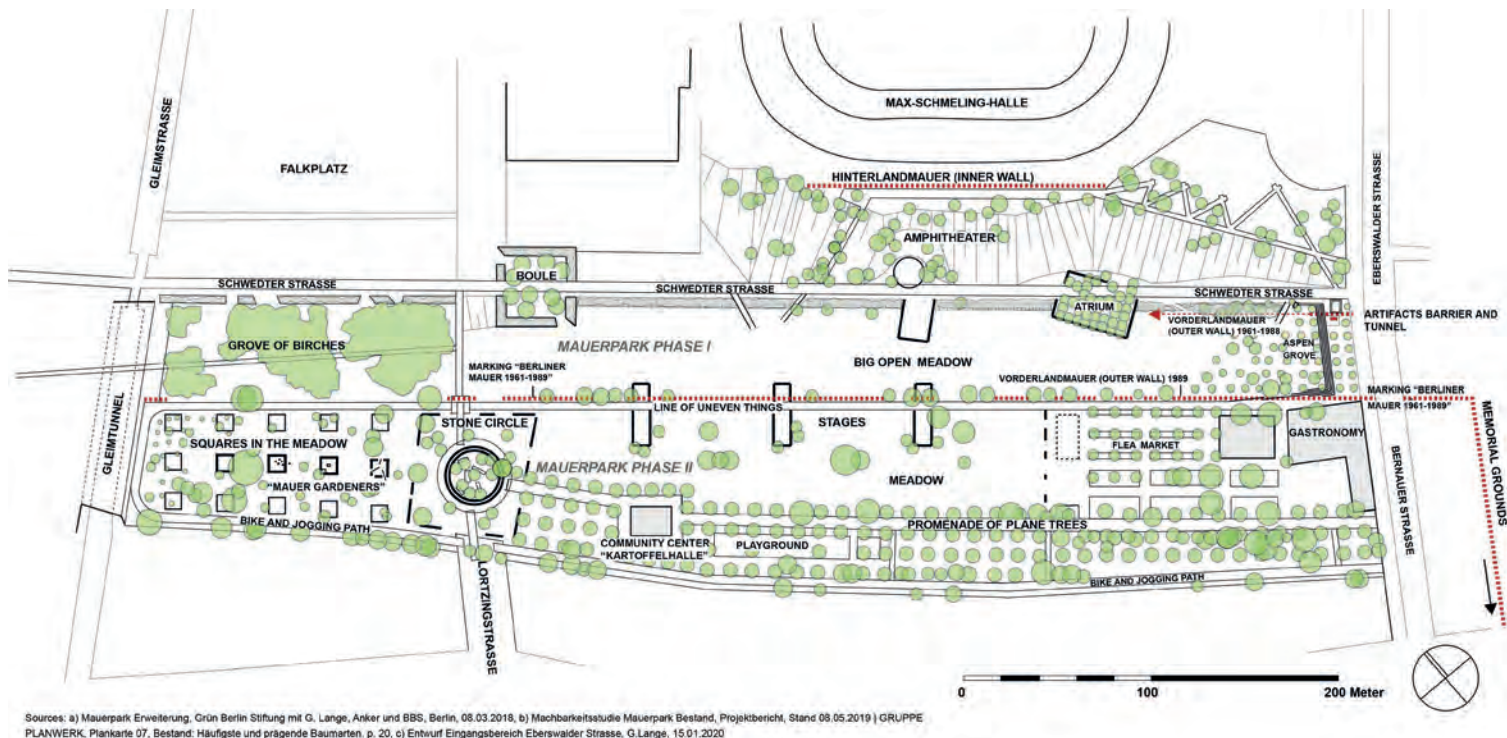 MAX-SCHMELING-HALLE
GLEIMSTRASSE
FALKPLATZ
HINTERLANDMAUER (INNER WALL)
EBERSWALDER STRASSE
AMPHITHEATER
BOULE
SCHWEDTER STRASSE
SCHWEDTER STRASSE
SCHWEDTER STRASSE
ATRIUM
ARTIFACTS BARRIER AND
TUNNEL
VORDERLANDMAUER
(OUTER WALL) 1961-1988
ASPEN
GROVE
GROVE OF BIRCHES
MAUERPARK PHASE I
BIG OPEN MEADOW
MARKING "BERLINER
MAUER 1961-1989"
VORDERLANDMAUER (OUTER WALL) 1989
MARKING "BERLINER
MAUER 1961-1989"
LINE OF UNEVEN THINGS
GLEIMTUNNEL
STONE CIRCLE
STAGES
SQUARES IN THE MEADOW
FLEA MARKET
GASTRONOMY
MAUERPARK PHASE II
"MAUER GARDENERS"
MEADOW
BERNAUER STRASSE
MEMORIAL GROUNDS
BIKE AND JOGGING PATH
PROMENADE OF PLANE TREES
COMMUNITY CENTER
"KARTOFFELHALLE"
PLAYGROUND
LORTZINGSTRASSE
BIKE AND JOGGING PATH
0 100 200 Meter
Sources: a) Mauerpark Erweiterung, Grün Berlin Stiftung mit G. Lange, Anker und BBS, Berlin, 08.03.2018, b) Machbarkeitsstudie Mauerpark Bestand, Projektbericht, Stand 08.05.2019 | GRUPPE
PLANWERK, Plankarte 07, Bestand: Häufigste und prägende Baumarten, p. 20, c) Entwurf Eingangsbereich Eberswalder Strasse, G.Lange, 15.01.2020